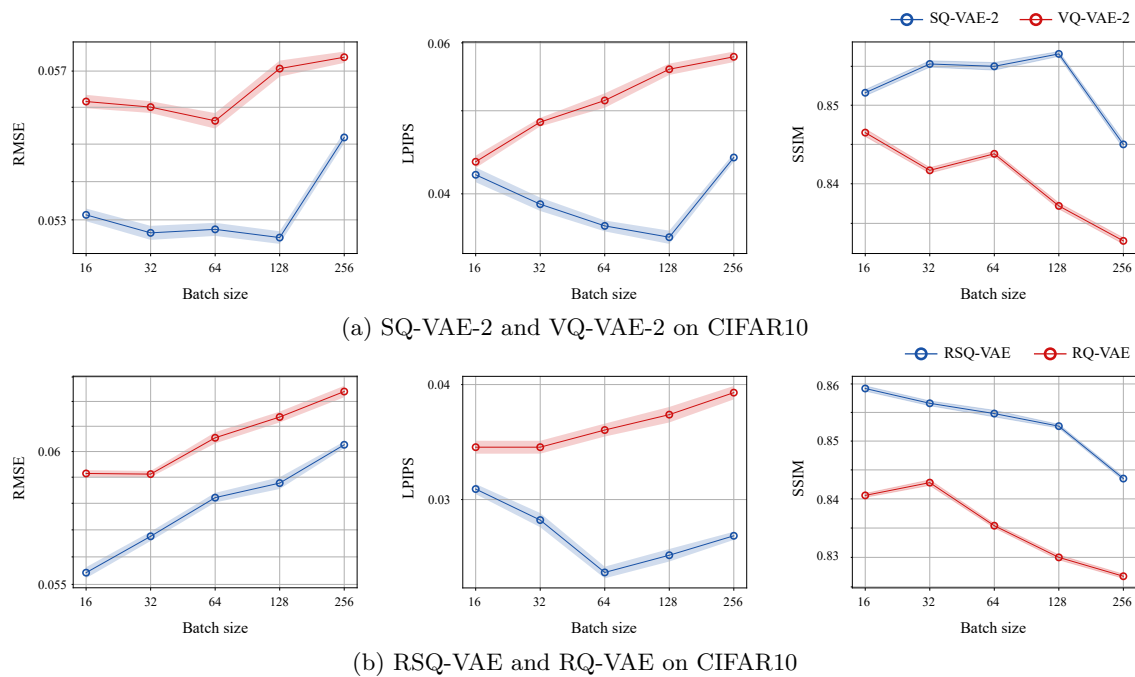 SQ-VAE-2 VQ-VAE-2
0.057
0.053
RMSE
16 32 64 128 256
Batch size
0.06
0.04
LPIPS
16 32 64 128 256
Batch size
0.85
0.84
SSIM
16 32 64 128 256
Batch size
(a) SQ-VAE-2 and VQ-VAE-2 on CIFAR10
RSQ-VAE RQ-VAE
0.06
0.055
RMSE
16 32 64 128 256
Batch size
0.04
0.03
LPIPS
16 32 64 128 256
Batch size
0.86
0.85
0.84
0.83
SSIM
16 32 64 128 256
Batch size
(b) RSQ-VAE and RQ-VAE on CIFAR10